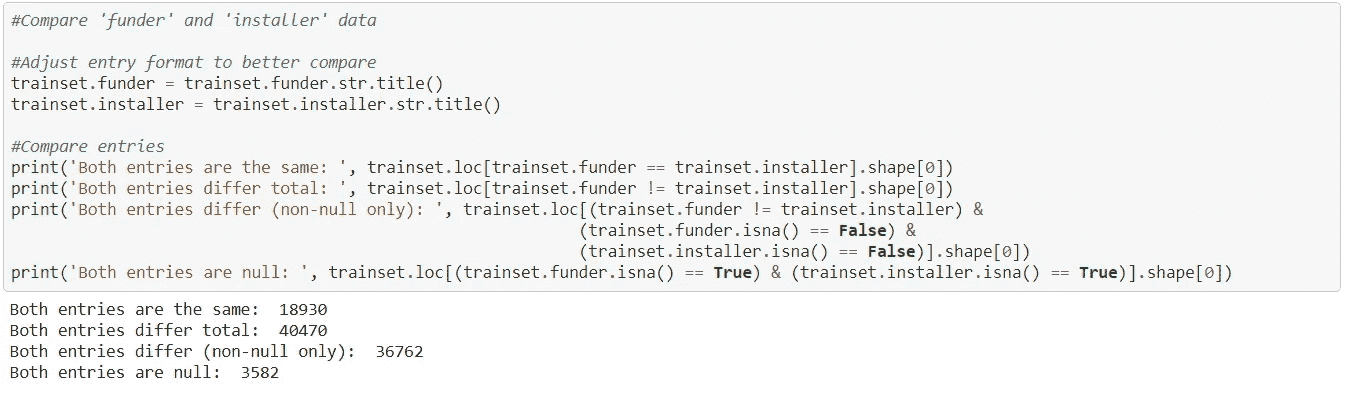 #Compare 'funder' and 'installer' data
#Adjust entry format to better compare
trainset.funder = trainset.funder.str.title()
trainset.installer = trainset.installer.str.title()
#Compare entries
print('Both entries are the same: ', trainset.loc[trainset.funder == trainset.installer].shape[0])
print('Both entries differ total: ', trainset.loc[trainset.funder != trainset.installer].shape[0])
print('Both entries differ (non-null only): ', trainset.loc[(trainset.funder != trainset.installer) &
(trainset.funder.isna() == False) &
(trainset.installer.isna() == False)].shape[0])
print('Both entries are null: ', trainset.loc[(trainset.funder.isna() == True) & (trainset.installer.isna() == True)].shape[0])
Both entries are the same:  18930
Both entries differ total:  40470
Both entries differ (non-null only):  36762
Both entries are null:  3582